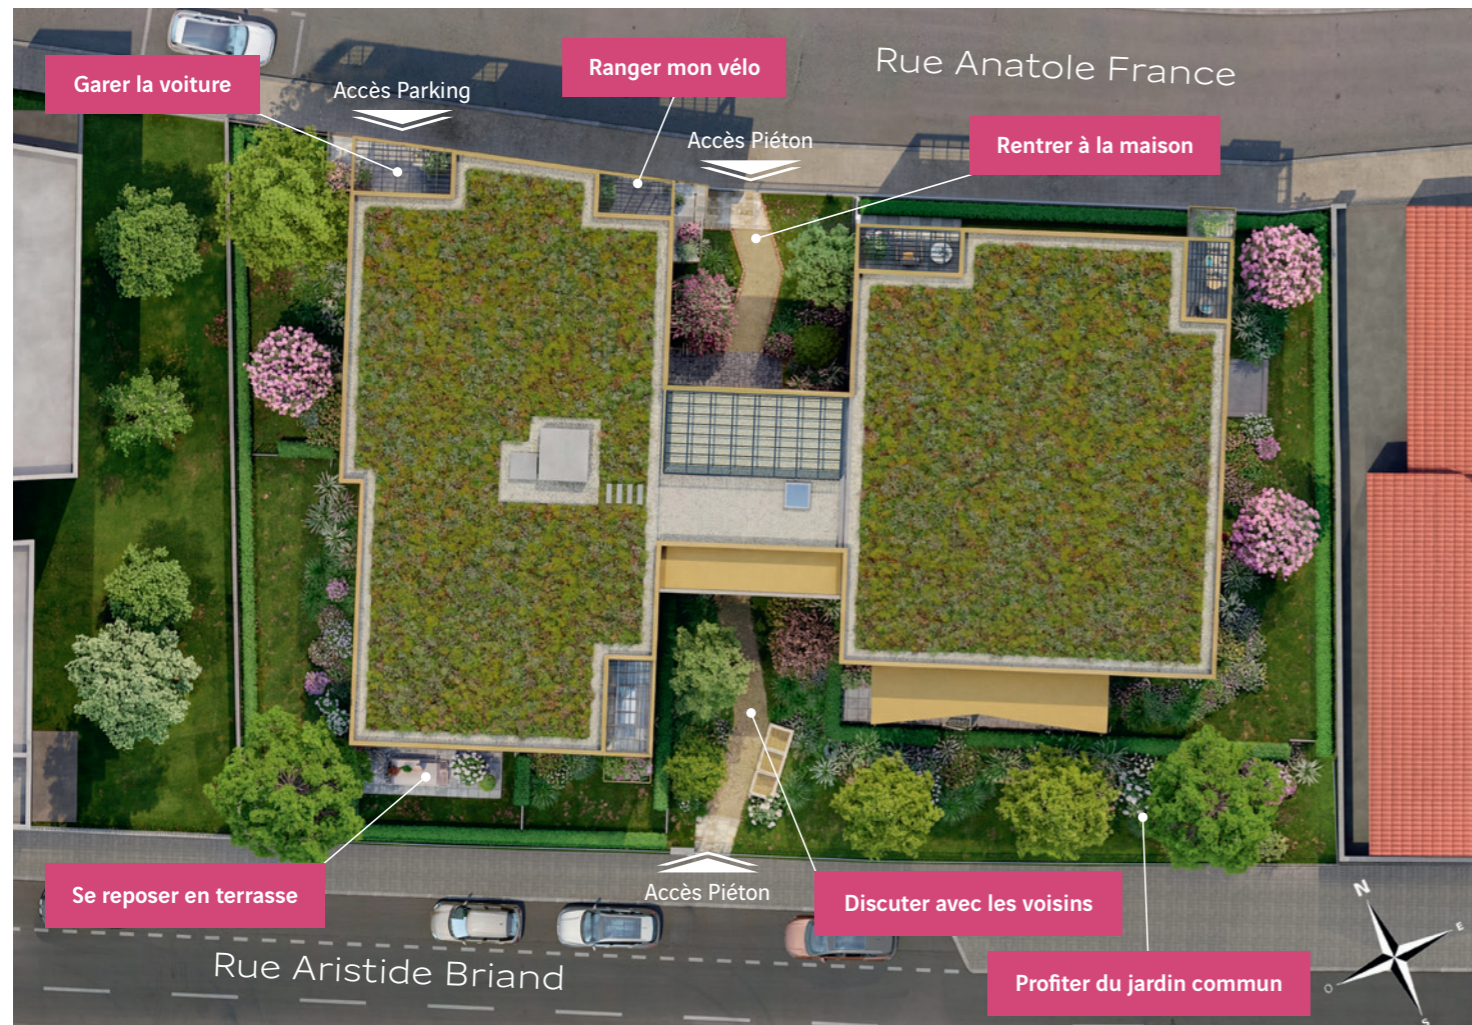 Rue Anatole France
Garer la voiture
Ranger mon vélo
Accès Parking
Accès Piéton
Rentrer à la maison
Se reposer en terrasse
Accès Piéton
Discuter avec les voisins
Rue Aristide Briand
Profiter du jardin commun
N
E
O
S